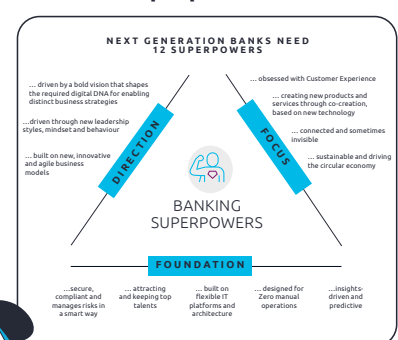 NEXT GENERATION BANKS NEED
12 SUPERPOWERS
... driven by a bold vision that shapes
the required digital DNA for enabling
distinct business strategies
...driven through new leadership
styles, mindset and behaviour
... built on new, innovative
and agile business
models
DIRECTION
... obsessed with Customer Experience
... creating new products and
services through co-creation,
based on new technology
... connected and sometimes
invisible
... sustainable and driving
the circular economy
FOCUS
BANKING
SUPERPOWERS
FOUNDATION
...secure,
compliant and
manages risks in
a smart way
... attracting
and keeping top
talents
... built on
flexible IT
platforms and
architecture
... designed for
Zero manual
operations
...insights-
driven and
predictive